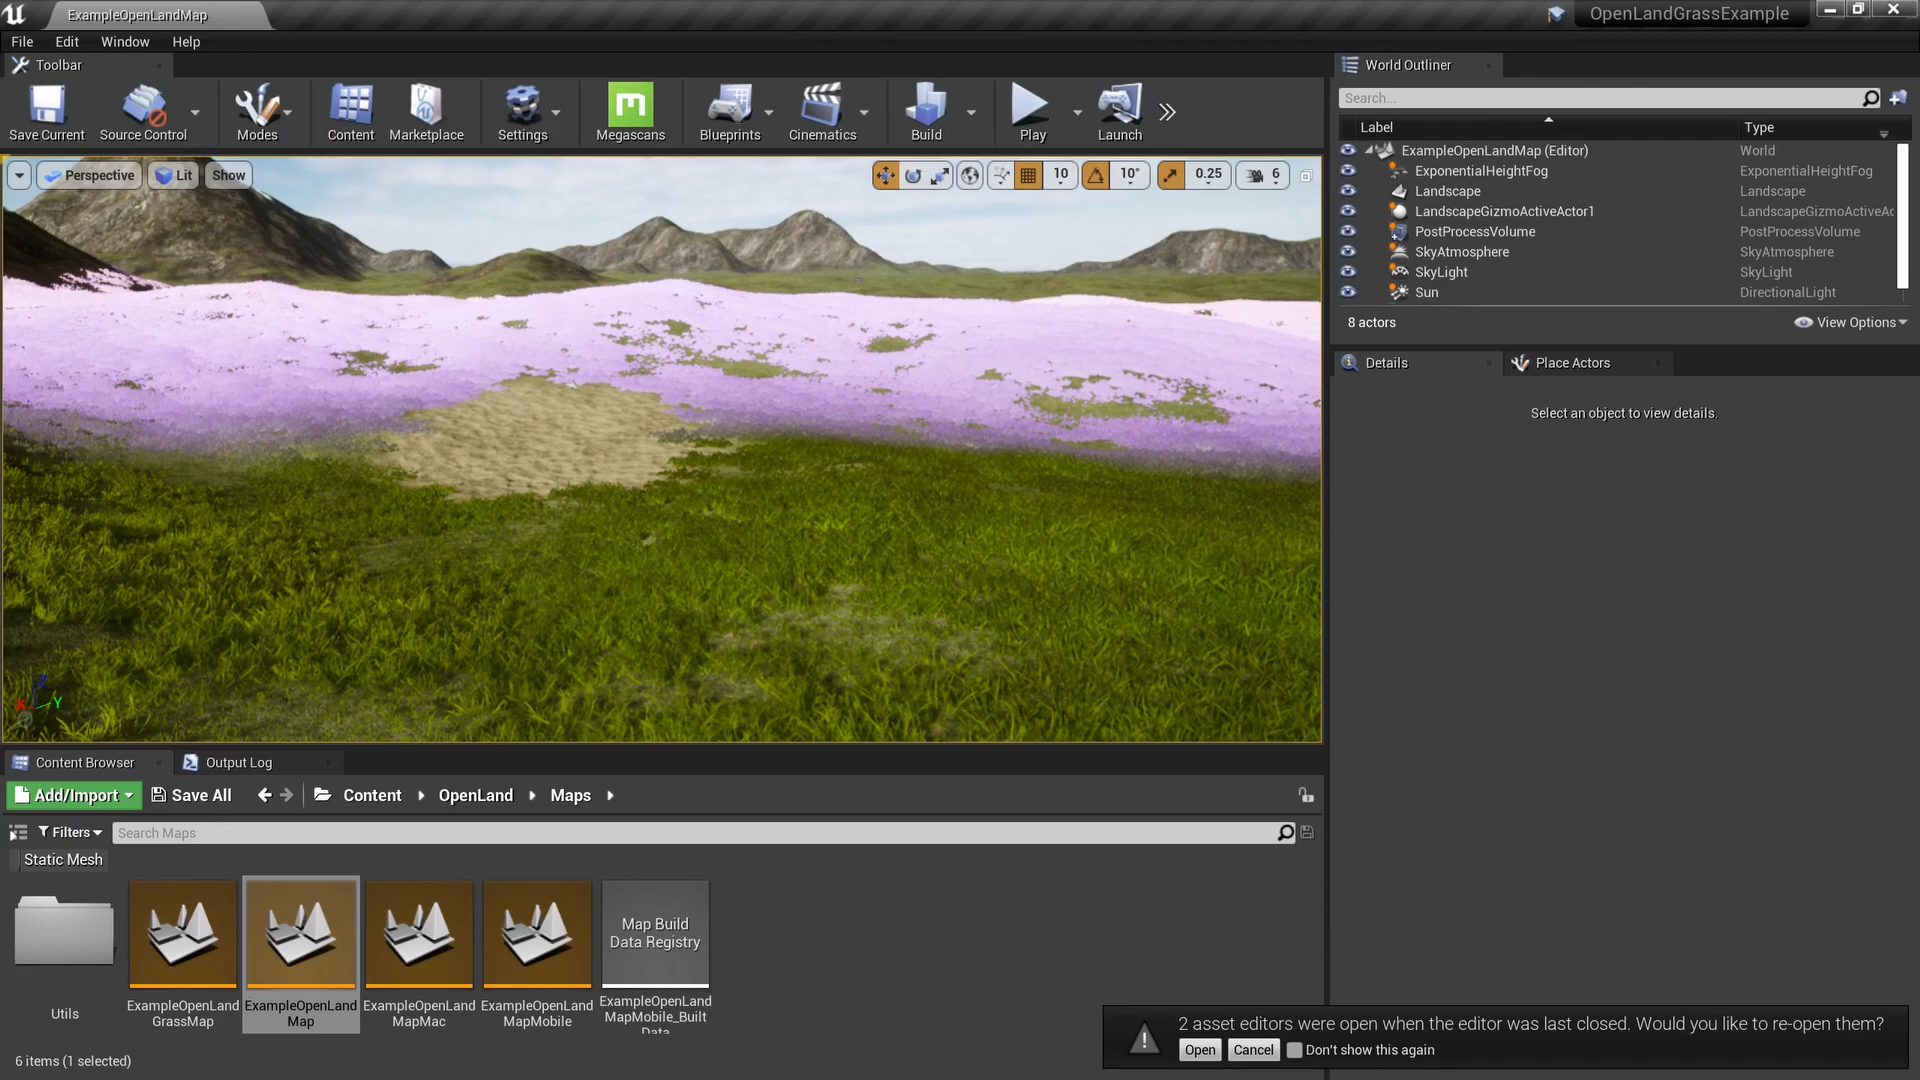 ExampleOpenLandMap
OpenLandGrassExample
File Edit Window Help
Toolbar
World Outliner
Save Current
Source Control
Modes
Content
Marketplace
Settings
Megascans
Blueprints
Cinematics
Build
Play
Launch
Search...
Label
Type
ExampleOpenLandMap (Editor) World
ExponentialHeightFog ExponentialHeightFog
Landscape Landscape
LandscapeGizmoActiveActor1 LandscapeGizmoActiveAc
PostProcessVolume PostProcessVolume
SkyAtmosphere SkyAtmosphere
SkyLight SkyLight
Sun DirectionalLight
8 actors
View Options
Perspective
Lit
Show
10
10°
0.25
6
Details
Place Actors
Select an object to view details.
Z
X
Y
Content Browser
Output Log
Add/Import
Save All
Content
OpenLand
Maps
Filters
Search Maps
Static Mesh
Utils
ExampleOpenLand
GrassMap
ExampleOpenLand
Map
ExampleOpenLand
MapMac
ExampleOpenLand
MapMobile
Map Build
Data Registry
ExampleOpenLand
MapMobile_Built
Data
6 items (1 selected)
2 asset editors were open when the editor was last closed. Would you like to re-open them?
Open
Cancel
Don't show this again